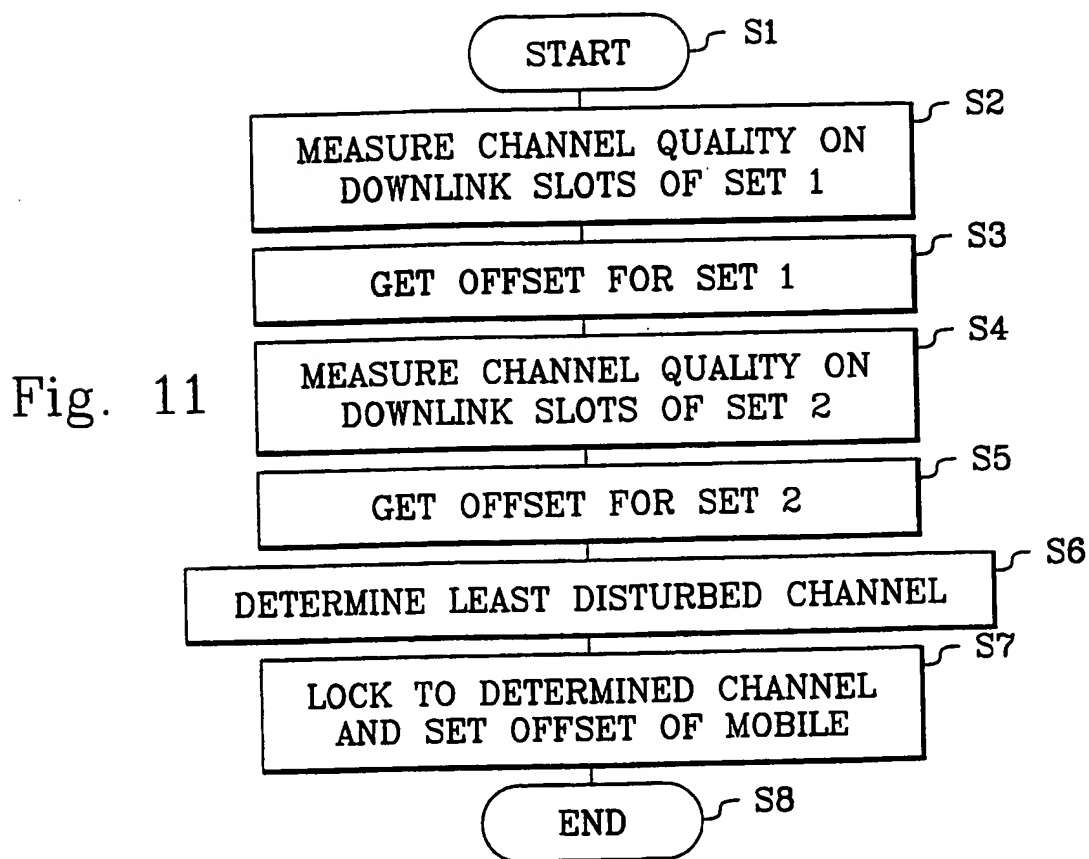 START
S1
S2
MEASURE CHANNEL QUALITY ON
DOWNLINK SLOTS OF SET 1
S3
GET OFFSET FOR SET 1
S4
MEASURE CHANNEL QUALITY ON
DOWNLINK SLOTS OF SET 2
Fig. 11
S5
GET OFFSET FOR SET 2
S6
DETERMINE LEAST DISTURBED CHANNEL
S7
LOCK TO DETERMINED CHANNEL
AND SET OFFSET OF MOBILE
S8
END